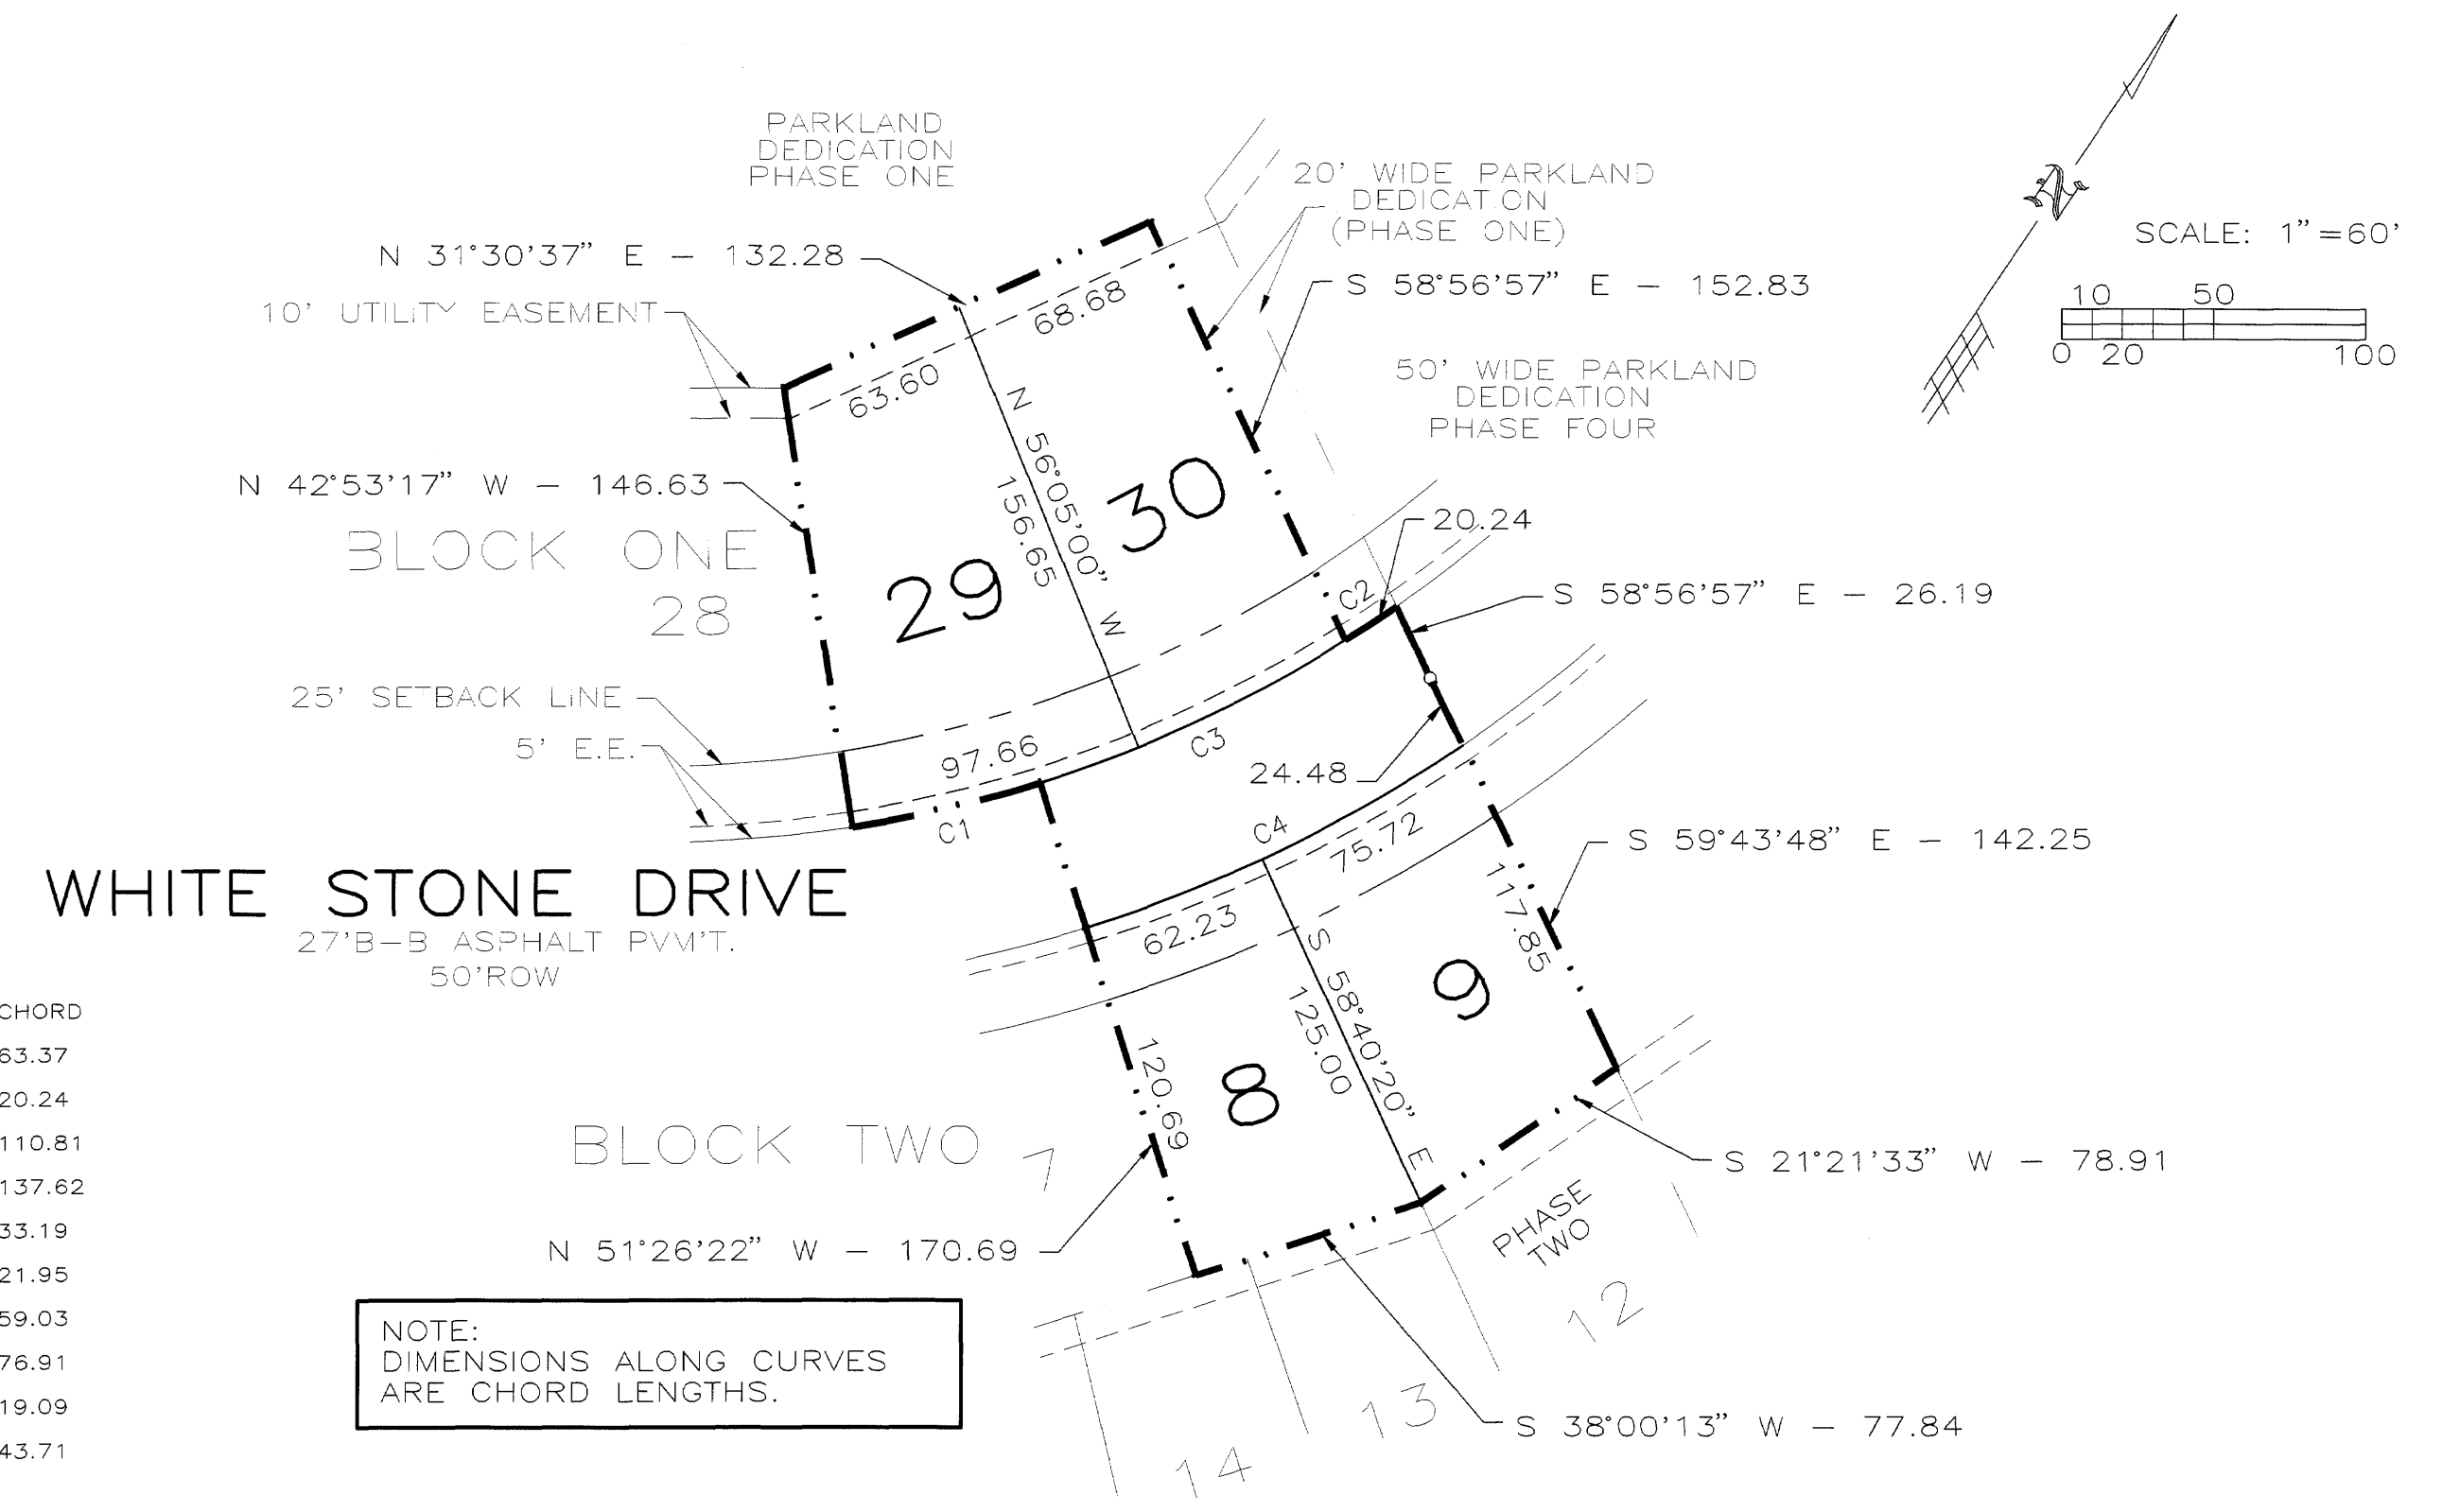 PARKLAND
DEDICATION
PHASE ONE
20' WIDE PARKLAND
DEDICATION
(PHASE ONE)
N
SCALE: 1"=60'
10 50
0 20 100
N 31°30'37" E - 132.28
S 58°56'57" E - 152.83
10' UTILITY EASEMENT
68.68
63.60
50' WIDE PARKLAND
DEDICATION
PHASE FOUR
N 56°05'00" W
156.65
N 42°53'17" W - 146.63
BLOCK ONE
28
29
30
20.24
C2
S 58°56'57" E - 26.19
25' SETBACK LINE
5' E.E.
97.66
C3
C1
24.48
C4
75.72
62.23
S 59°43'48" E - 142.25
117.85
WHITE STONE DRIVE
27'B-B ASPHALT PVM'T.
50'ROW
S 58°40'20" E
125.00
9
8
120.69
CHORD
63.37
20.24
110.81
137.62
33.19
21.95
59.03
76.91
19.09
43.71
BLOCK TWO
7
S 21°21'33" W - 78.91
PHASE
TWO
N 51°26'22" W - 170.69
12
13
14
NOTE:
DIMENSIONS ALONG CURVES
ARE CHORD LENGTHS.
S 38°00'13" W - 77.84